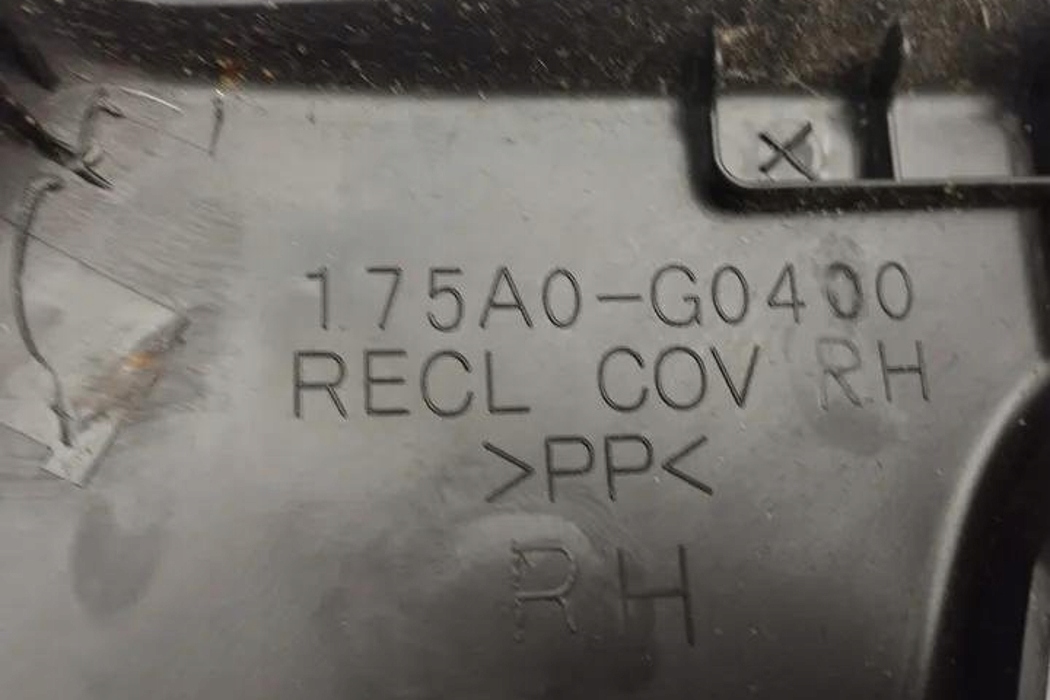 175A0-G0400
RECL COV RH
>PP<
RH